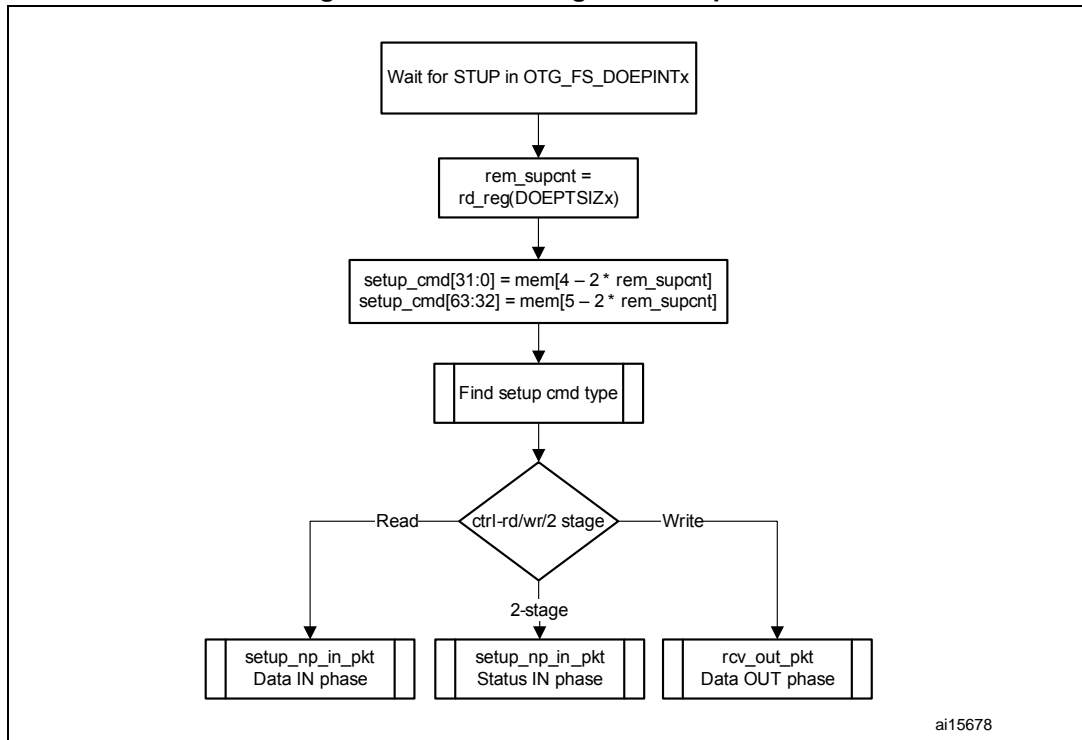 Wait for STUP in OTG_FS_DOEPINTx
rem_supcnt =
rd_reg(DOEPTSIZx)
setup_cmd[31:0] = mem[4 – 2 * rem_supcnt]
setup_cmd[63:32] = mem[5 – 2 * rem_supcnt]
Find setup cmd type
Read
ctrl-rd/wr/2 stage
Write
2-stage
setup_np_in_pkt
Data IN phase
setup_np_in_pkt
Status IN phase
rcv_out_pkt
Data OUT phase
ai15678